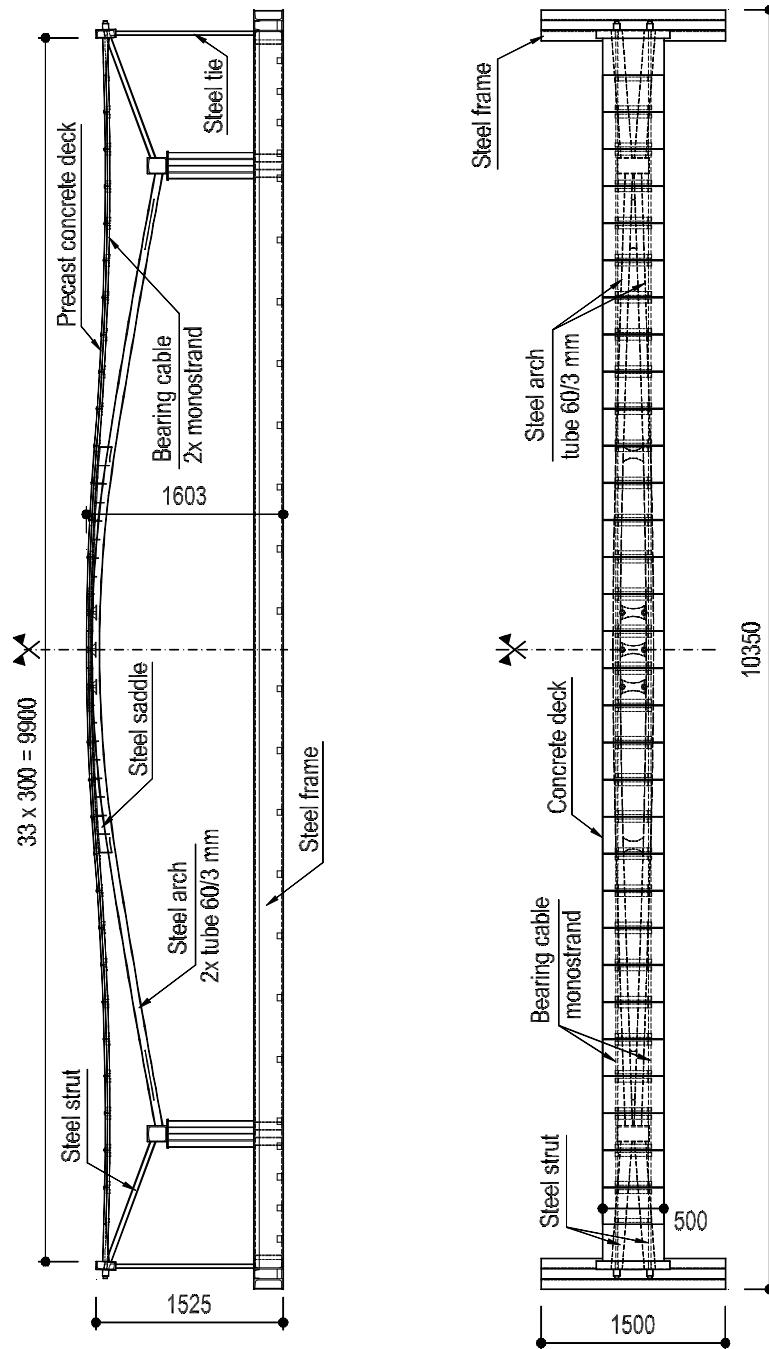 33 x 300 = 9900
Precast concrete deck
Steel tie
Bearing cable
2x monostrand
1603
Steel saddle
Steel frame
Steel arch
2x tube 60/3 mm
Steel strut
1525
Steel frame
Steel arch
tube 60/3 mm
10350
Concrete deck
Bearing cable
monostrand
Steel strut
500
1500